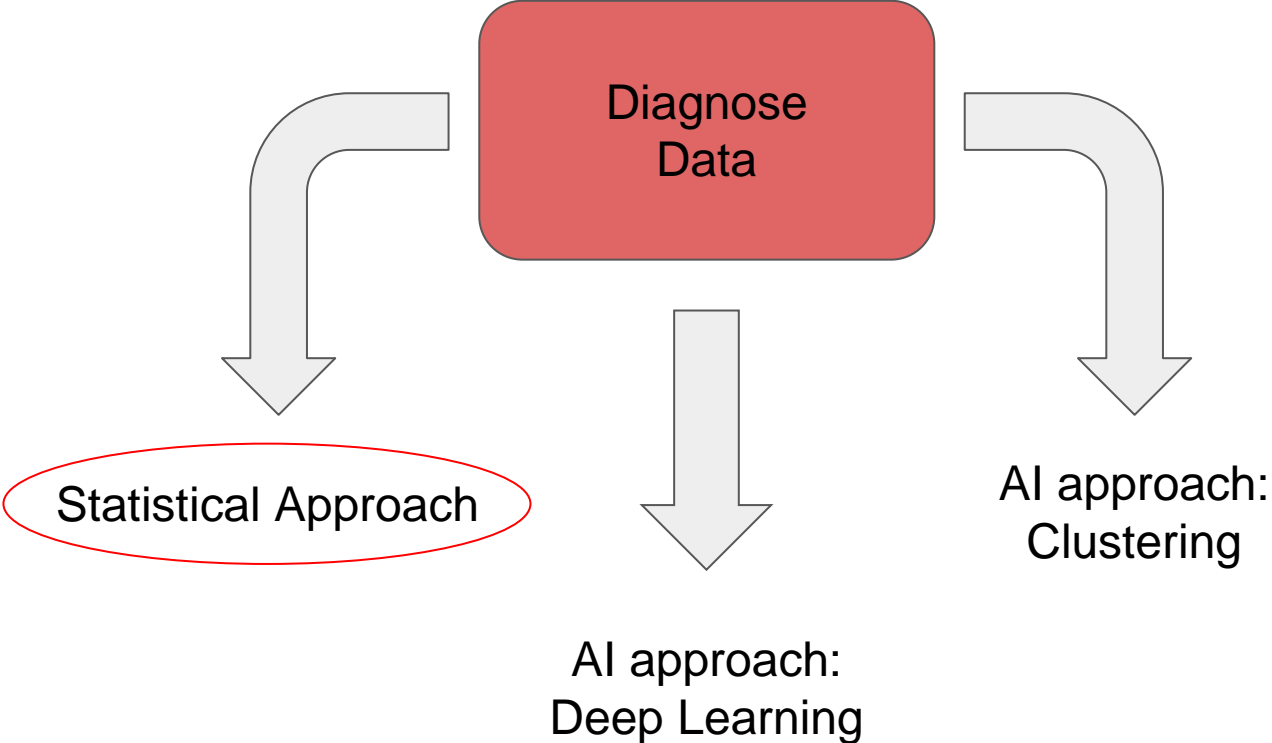 Diagnose
Data
Statistical Approach
AI approach:
Clustering
AI approach:
Deep Learning